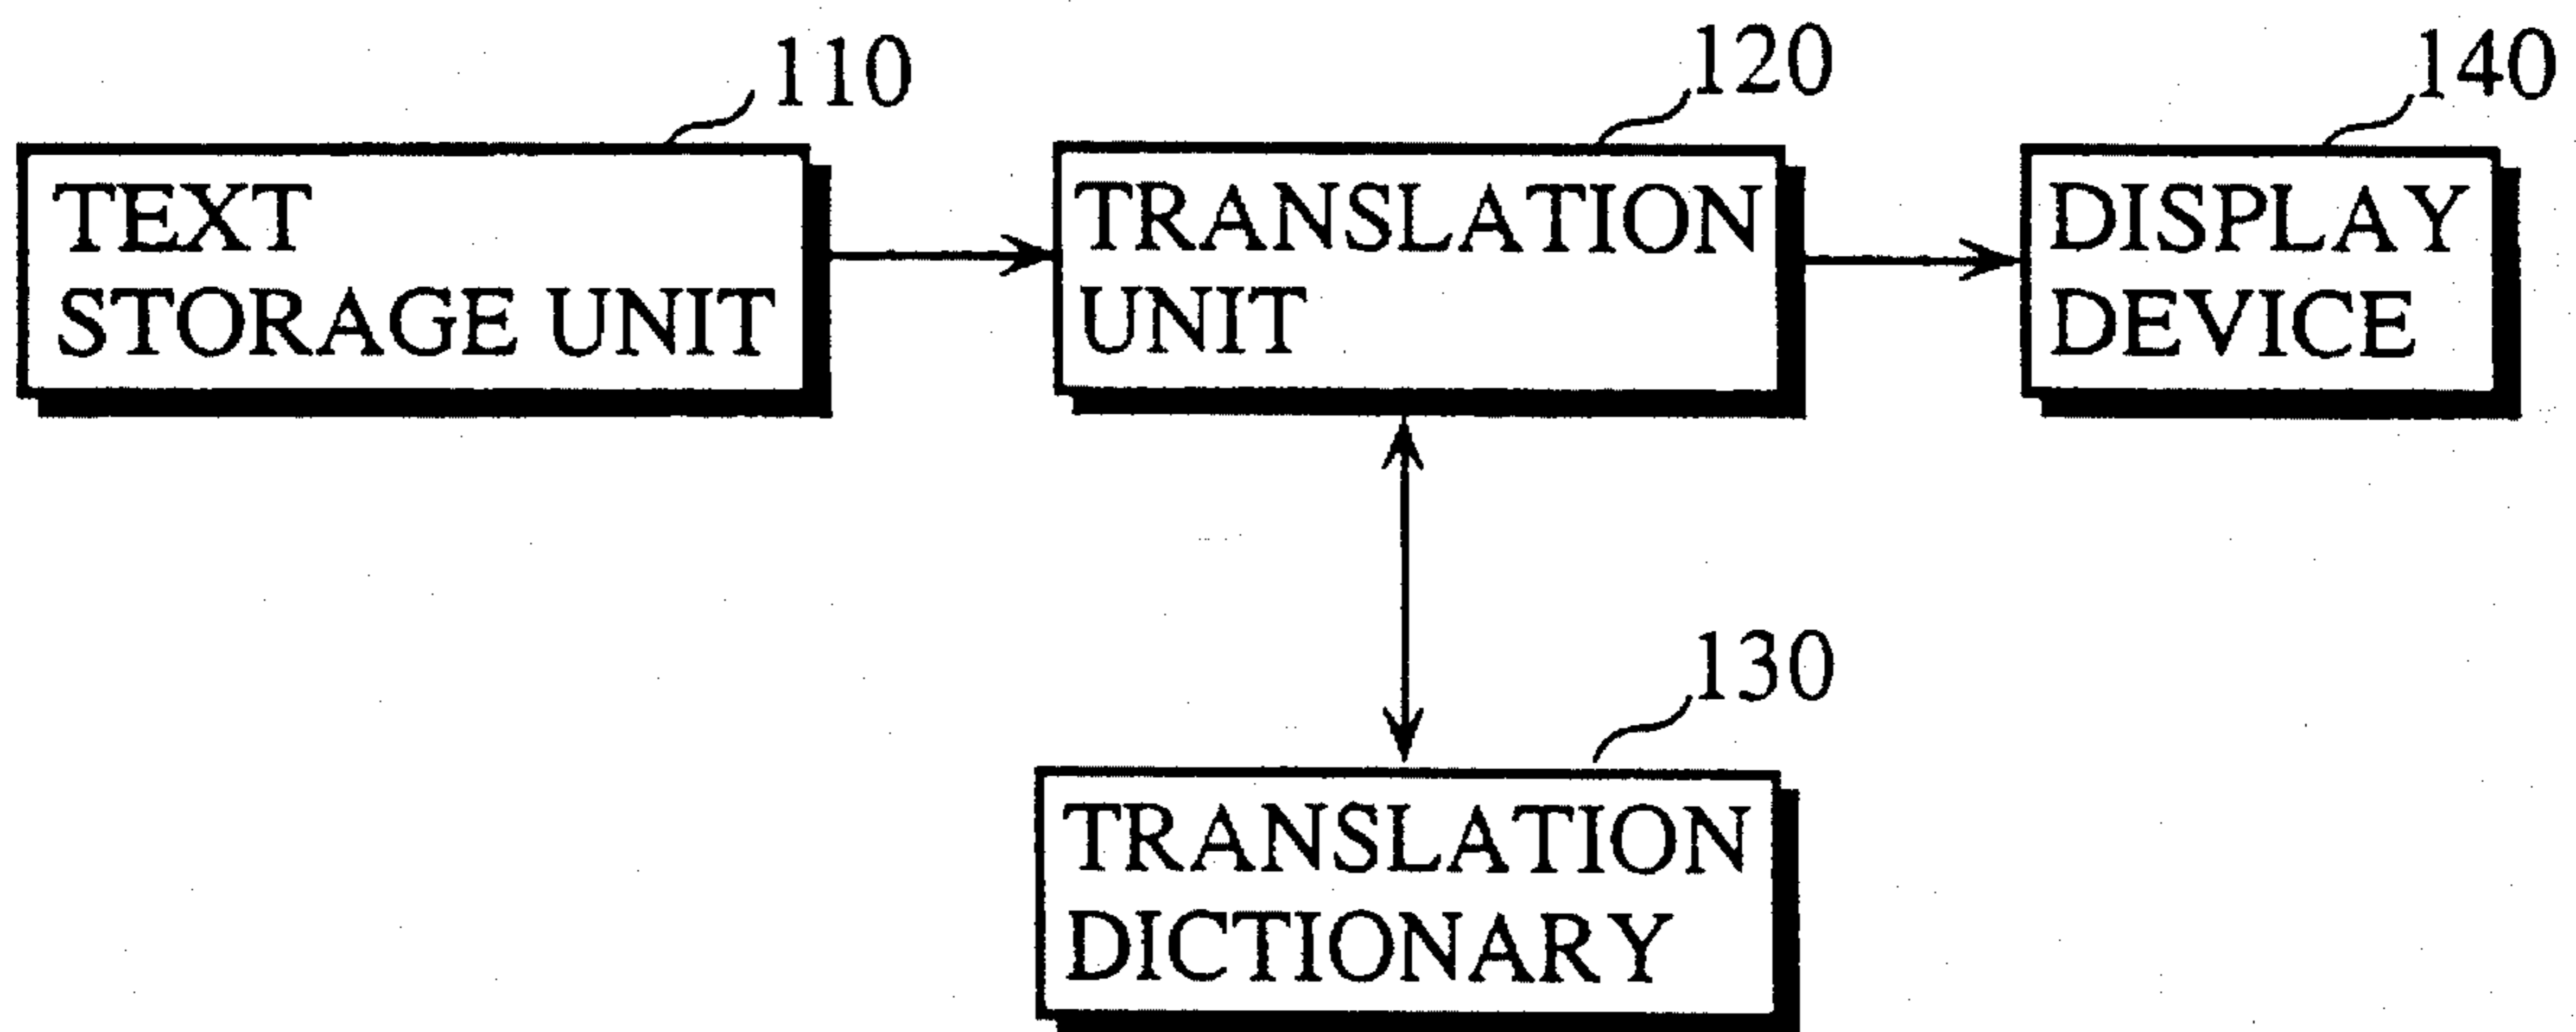 110
TEXT
STORAGE UNIT
120
TRANSLATION
UNIT
140
DISPLAY
DEVICE
130
TRANSLATION
DICTIONARY